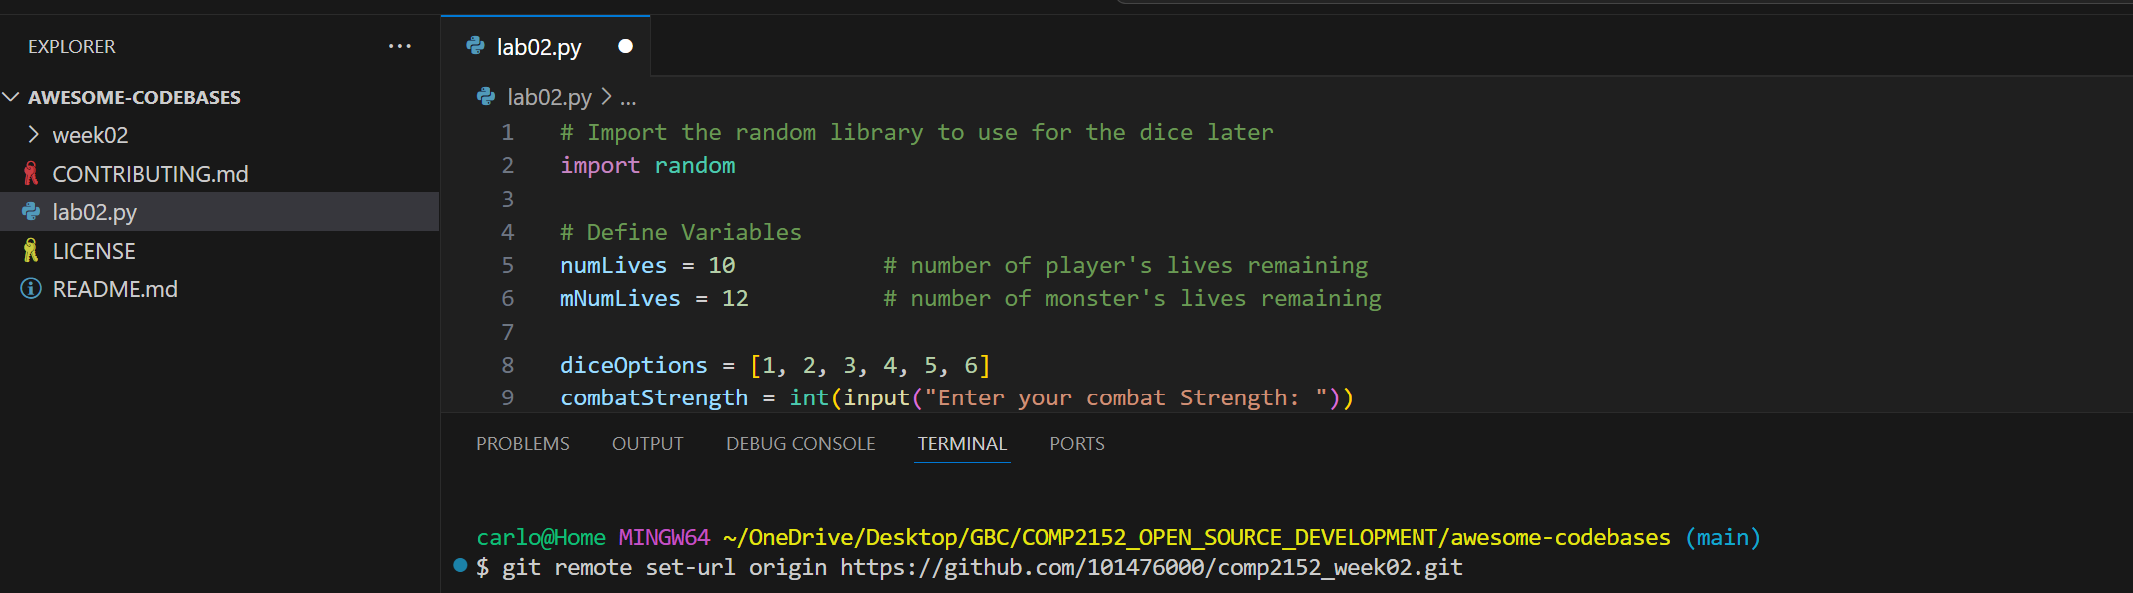 EXPLORER
...
AWESOME-CODEBASES
week02
CONTRIBUTING.md
lab02.py
LICENSE
README.md
lab02.py
lab02.py > ...
1 # Import the random library to use for the dice later
2 import random
3
4 # Define Variables
5 numLives = 10 # number of player's lives remaining
6 mNumLives = 12 # number of monster's lives remaining
7
8 diceOptions = [1, 2, 3, 4, 5, 6]
9 combatStrength = int(input("Enter your combat Strength: "))
PROBLEMS OUTPUT DEBUG CONSOLE TERMINAL PORTS
carlo@Home MINGW64 ~/OneDrive/Desktop/GBC/COMP2152_OPEN_SOURCE_DEVELOPMENT/awesome-codebases (main)
$ git remote set-url origin https://github.com/101476000/comp2152_week02.git